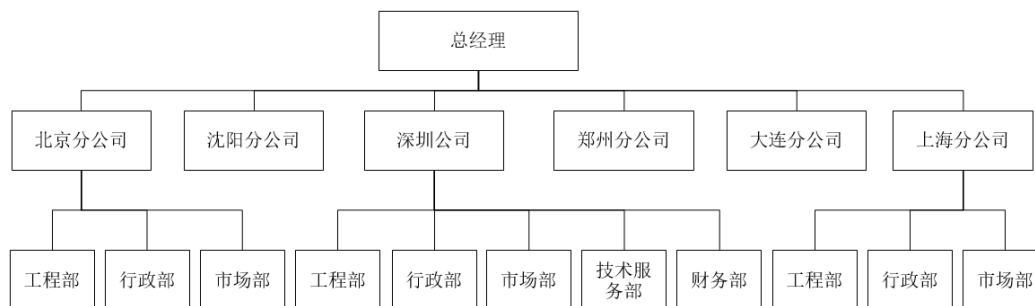 总经理
北京分公司
沈阳分公司
深圳公司
郑州分公司
大连分公司
上海分公司
工程部
行政部
市场部
工程部
行政部
市场部
技术服
务部
财务部
工程部
行政部
市场部